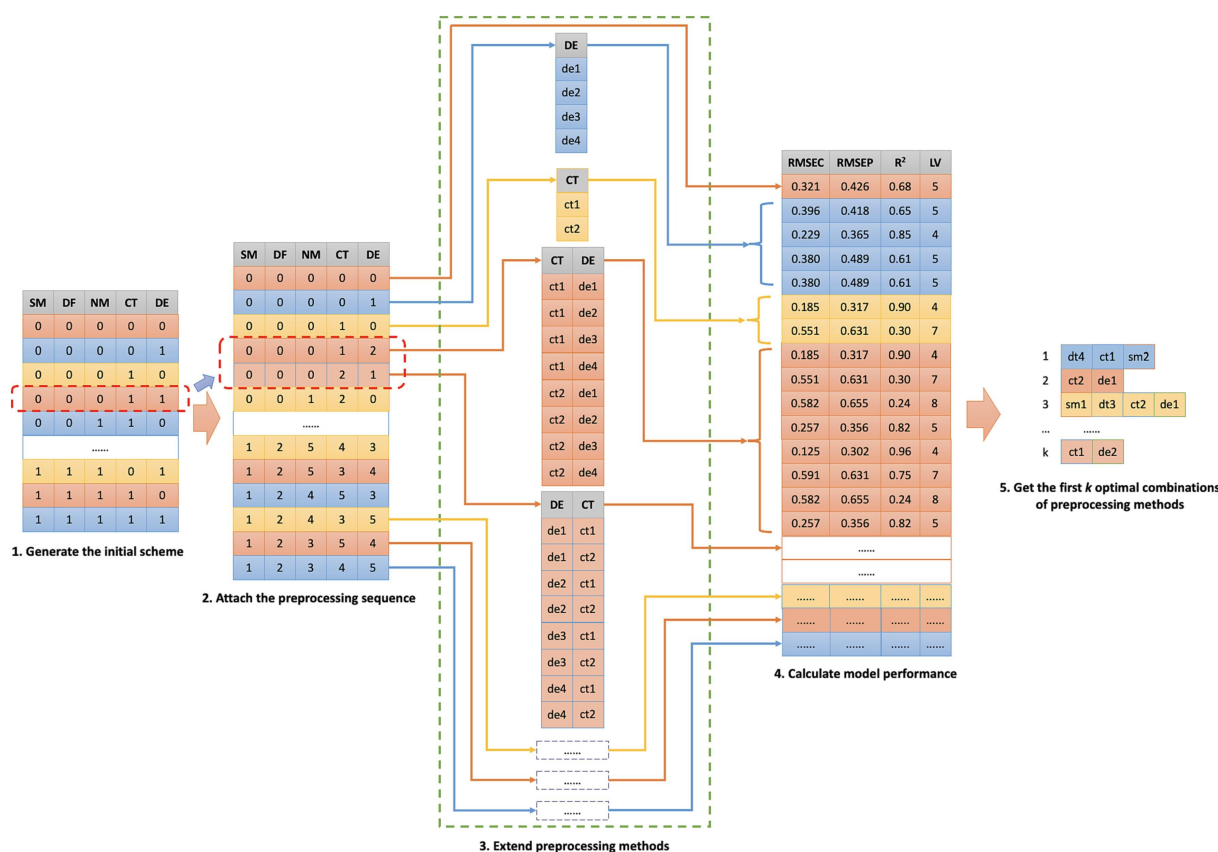 SM DF NM CT DE
0 0 0 0 0
0 0 0 0 1
0 0 0 1 0
0 0 0 1 1
0 0 1 1 0
......
1 1 1 0 1
1 1 1 1 0
1 1 1 1 1
1. Generate the initial scheme
SM DF NM CT DE
0 0 0 0 0
0 0 0 0 1
0 0 0 1 0
0 0 0 1 2
0 0 0 2 1
0 0 1 2 0
......
1 2 5 4 3
1 2 5 3 4
1 2 4 5 3
1 2 4 3 5
1 2 3 5 4
1 2 3 4 5
2. Attach the preprocessing sequence
DE
de1
de2
de3
de4
CT
ct1
ct2
CT DE
ct1 de1
ct1 de2
ct1 de3
ct1 de4
ct2 de1
ct2 de2
ct2 de3
ct2 de4
DE CT
de1 ct1
de1 ct2
de2 ct1
de2 ct2
de3 ct1
de3 ct2
de4 ct1
de4 ct2
......
......
......
3. Extend preprocessing methods
RMSEC RMSEP R² LV
0.321 0.426 0.68 5
0.396 0.418 0.65 5
0.229 0.365 0.85 4
0.380 0.489 0.61 5
0.380 0.489 0.61 5
0.185 0.317 0.90 4
0.551 0.631 0.30 7
0.185 0.317 0.90 4
0.551 0.631 0.30 7
0.582 0.655 0.24 8
0.257 0.356 0.82 5
0.125 0.302 0.96 4
0.591 0.631 0.75 7
0.582 0.655 0.24 8
0.257 0.356 0.82 5
......
......
...... ...... ...... ......
...... ...... ...... ......
...... ...... ...... ......
4. Calculate model performance
1 dt4 ct1 sm2
2 ct2 de1
3 sm1 dt3 ct2 de1
... ......
k ct1 de2
5. Get the first k optimal combinations
of preprocessing methods